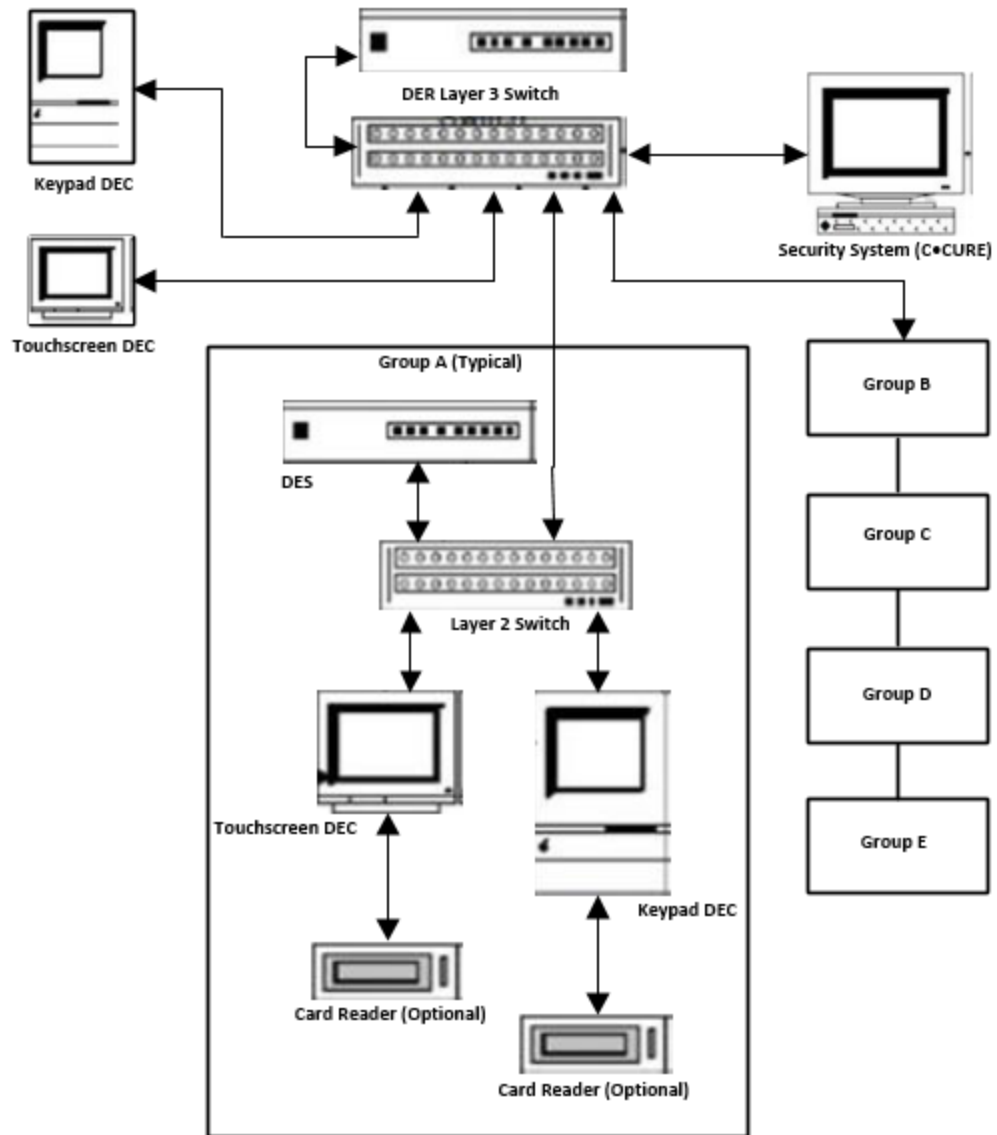 DER Layer 3 Switch
Keypad DEC
Security System (C•CURE)
Touchscreen DEC
Group A (Typical)
Group B
DES
Group C
Layer 2 Switch
Group D
Touchscreen DEC
Group E
Keypad DEC
Card Reader (Optional)
Card Reader (Optional)